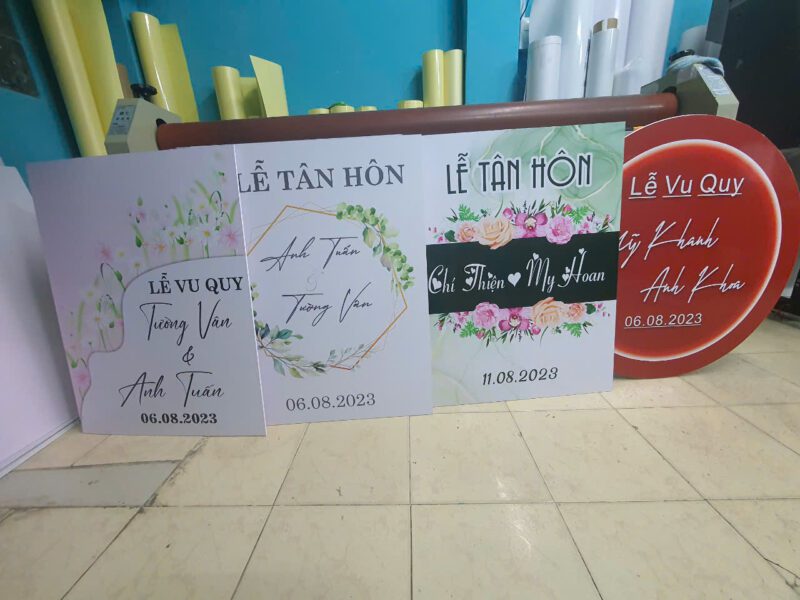 LỄ VU QUY
Tường Vân
&
Anh Tuấn
06.08.2023
LỄ TÂN HÔN
Anh Tuấn
&
Tường Vân
06.08.2023
LỄ TÂN HÔN
Chí Thiện My Hoan
11.08.2023
Lễ Vu Quy
Mỹ Khanh
Anh Khoa
06.08.2023